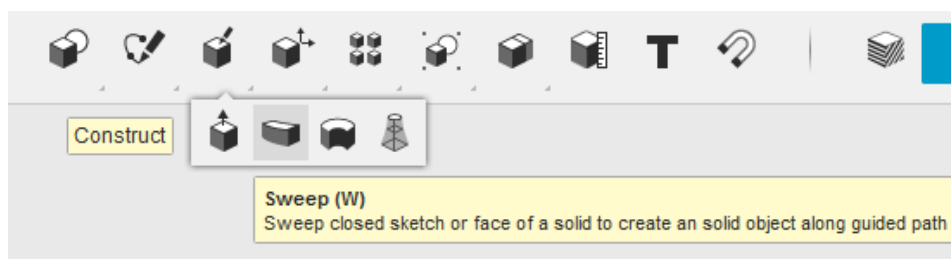 T
Construct
Sweep (W)
Sweep closed sketch or face of a solid to create an solid object along guided path